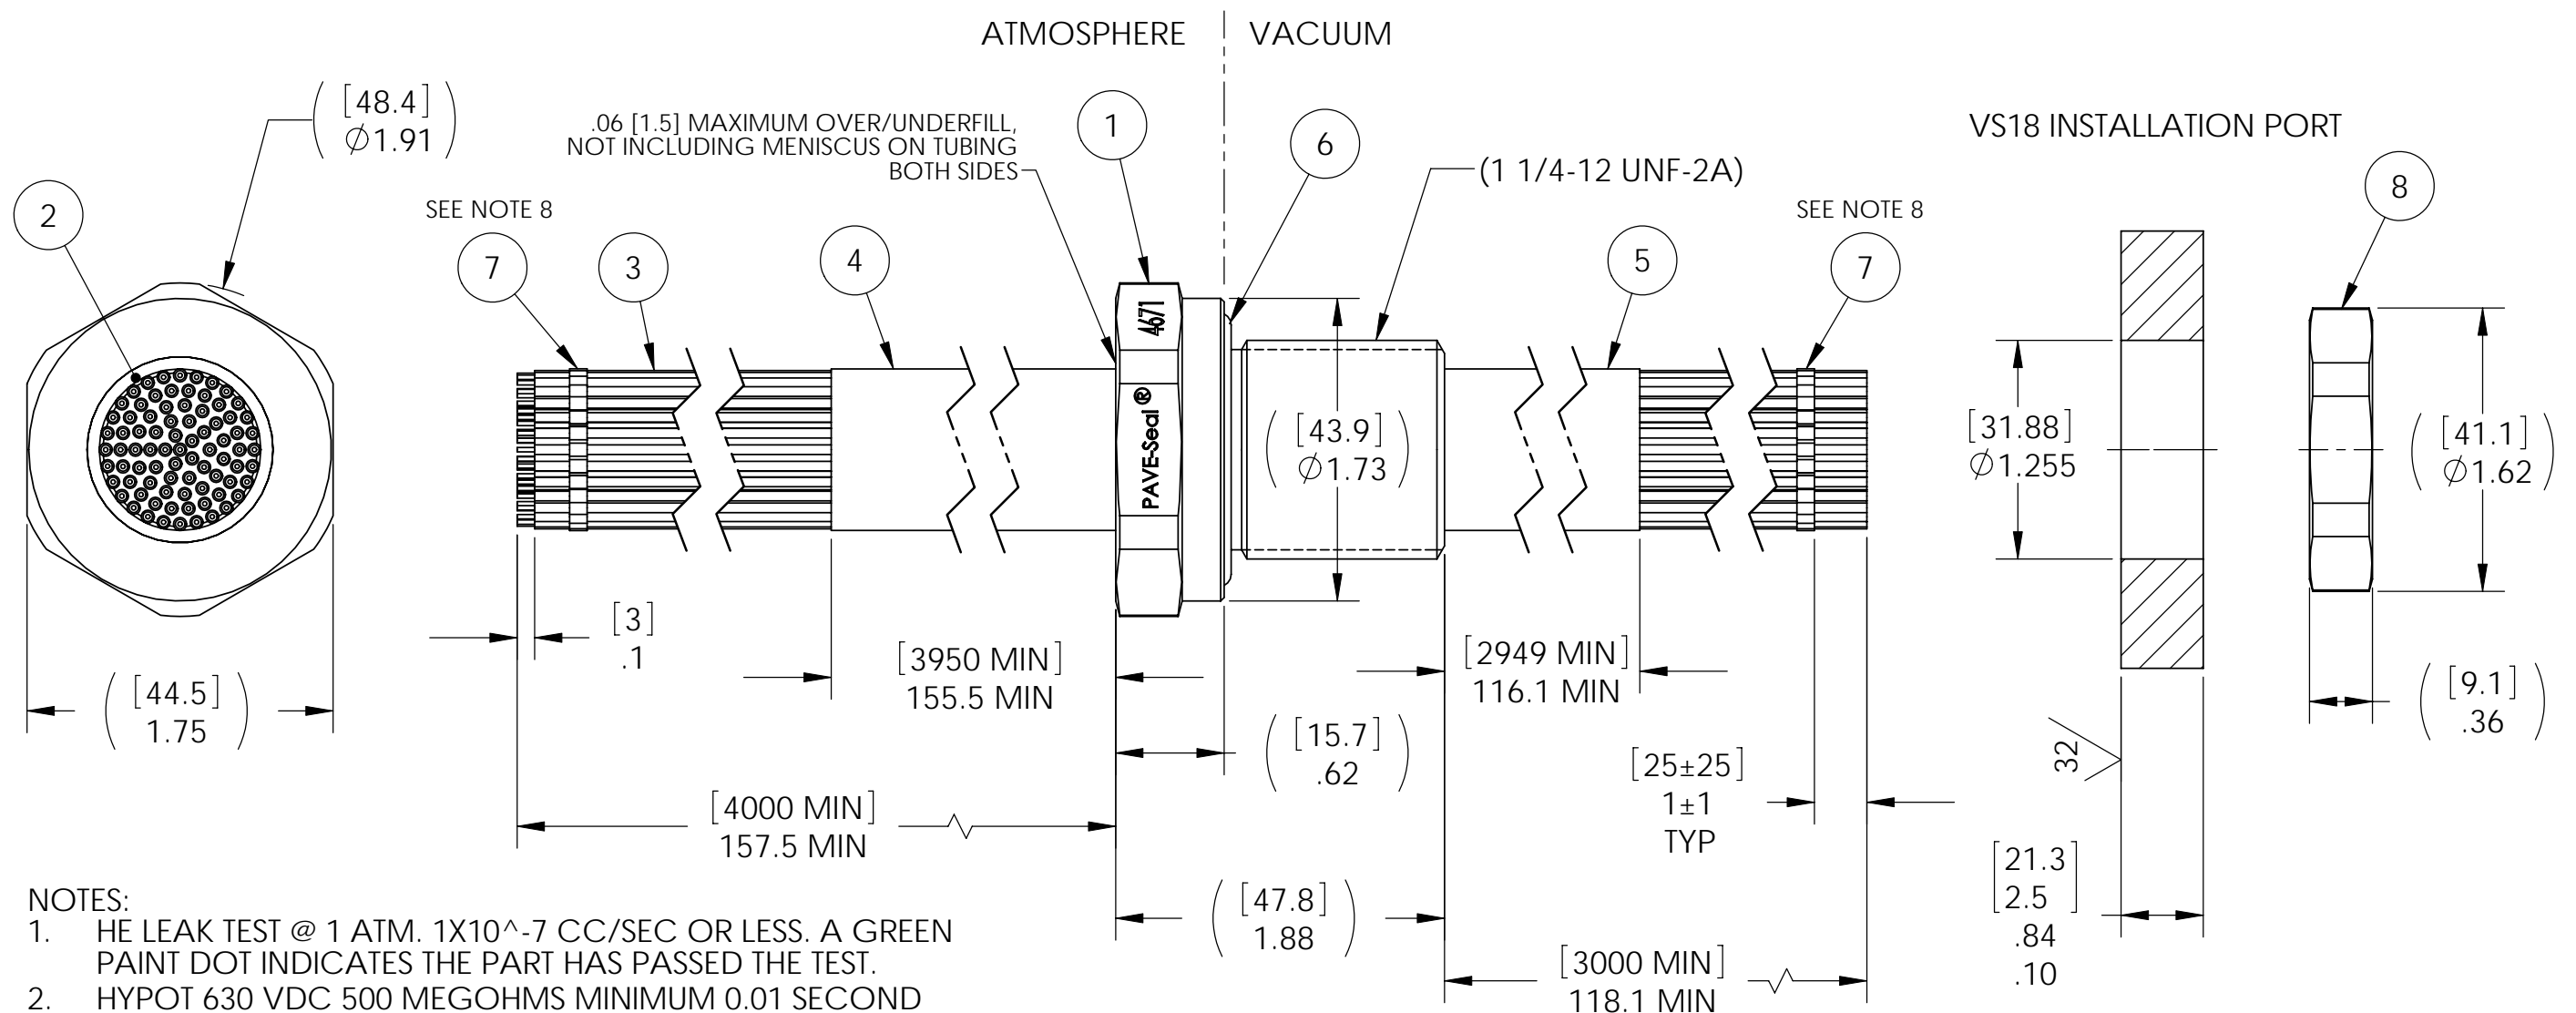 ATMOSPHERE
VACUUM
[48.4]
∅1.91
.06 [1.5] MAXIMUM OVER/UNDERFILL,
NOT INCLUDING MENISCUS ON TUBING
BOTH SIDES
1
6
VS18 INSTALLATION PORT
(1 1/4-12 UNF-2A)
8
2
SEE NOTE 8
7
3
4
5
SEE NOTE 8
7
4671
PAVE-Seal®
[43.9]
∅1.73
[31.88]
∅1.255
[41.1]
∅1.62
[3]
.1
[3950 MIN]
155.5 MIN
[2949 MIN]
116.1 MIN
[44.5]
1.75
[9.1]
.36
[15.7]
.62
[25±25]
1±1
TYP
32
[4000 MIN]
157.5 MIN
[21.3
2.5]
.84
.10
[47.8]
1.88
[3000 MIN]
118.1 MIN
NOTES:
1. HE LEAK TEST @ 1 ATM. 1X10^-7 CC/SEC OR LESS. A GREEN
PAINT DOT INDICATES THE PART HAS PASSED THE TEST.
2. HYPOT 630 VDC 500 MEGOHMS MINIMUM 0.01 SECOND